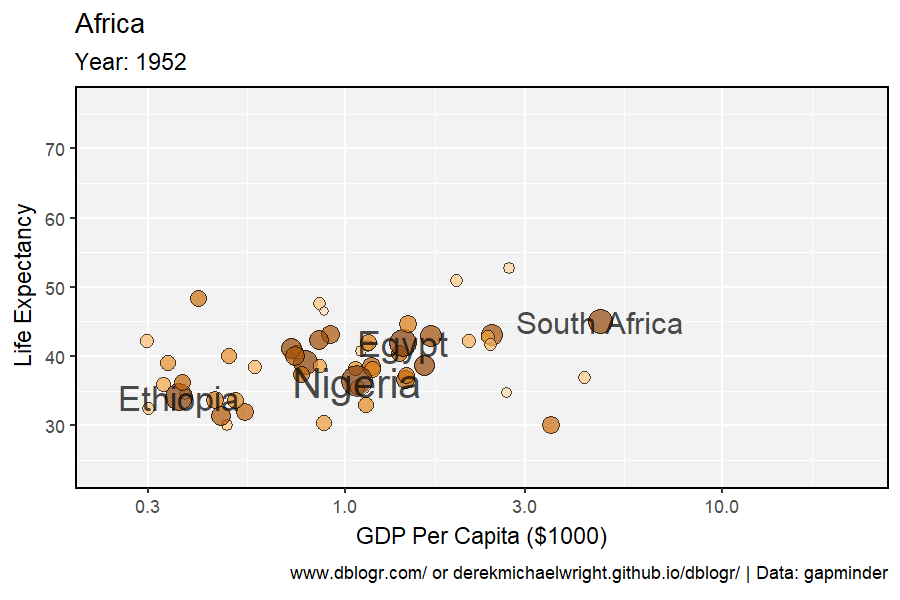 Africa
Year: 1952
Life Expectancy
70
60
50
40
30
South Africa
Egypt
Nigeria
Ethiopia
0.3
1.0
3.0
10.0
GDP Per Capita ($1000)
www.dblogr.com/ or derekmichaelwright.github.io/dblogr/ | Data: gapminder